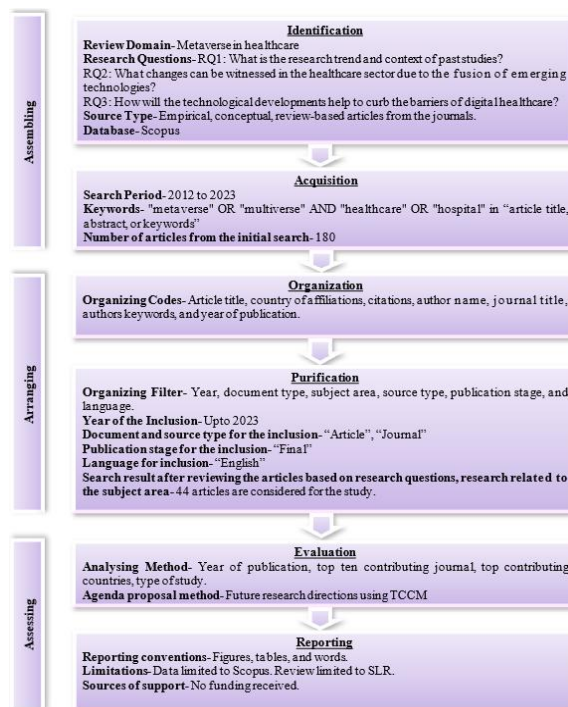 Assembling
Identification
Review Domain- Metaverse in healthcare
Research Questions- RQ1: What is the research trend and context of past studies?
RQ2: What changes can be witnessed in the healthcare sector due to the fusion of emerging
technologies?
RQ3: How will the technological developments help to curb the barriers of digital healthcare?
Source Type- Empirical, conceptual, review-based articles from the journals.
Database- Scopus
Acquisition
Search Period- 2012 to 2023
Keywords- "metaverse" OR "multiverse" AND "healthcare" OR "hospital" in “article title,
abstract, or keywords”
Number of articles from the initial search- 180
Arranging
Organization
Organizing Codes- Article title, country of affiliations, citations, author name, journal title,
authors keywords, and year of publication.
Purification
Organizing Filter- Year, document type, subject area, source type, publication stage, and
language.
Year of the Inclusion- Upto 2023
Document and source type for the inclusion- “Article”, “Journal”
Publication stage for the inclusion- “Final”
Language for inclusion- “English”
Search result after reviewing the articles based on research questions, research related to
the subject area- 44 articles are considered for the study.
Assessing
Evaluation
Analysing Method- Year of publication, top ten contributing journal, top contributing
countries, type of study.
Agenda proposal method- Future research directions using TCCM
Reporting
Reporting conventions- Figures, tables, and words.
Limitations- Data limited to Scopus. Review limited to SLR.
Sources of support- No funding received.